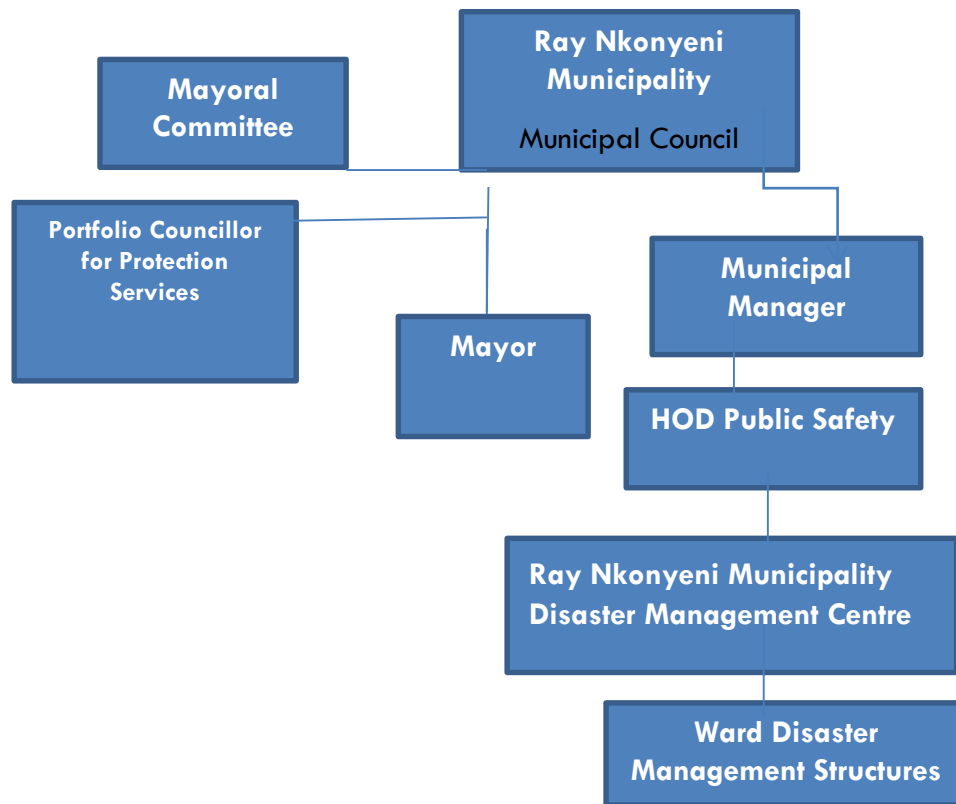 Ray Nkonyeni
Municipality
Municipal Council
Mayoral
Committee
Portfolio Councillor
for Protection
Services
Mayor
Municipal
Manager
HOD Public Safety
Ray Nkonyeni Municipality
Disaster Management Centre
Ward Disaster
Management Structures